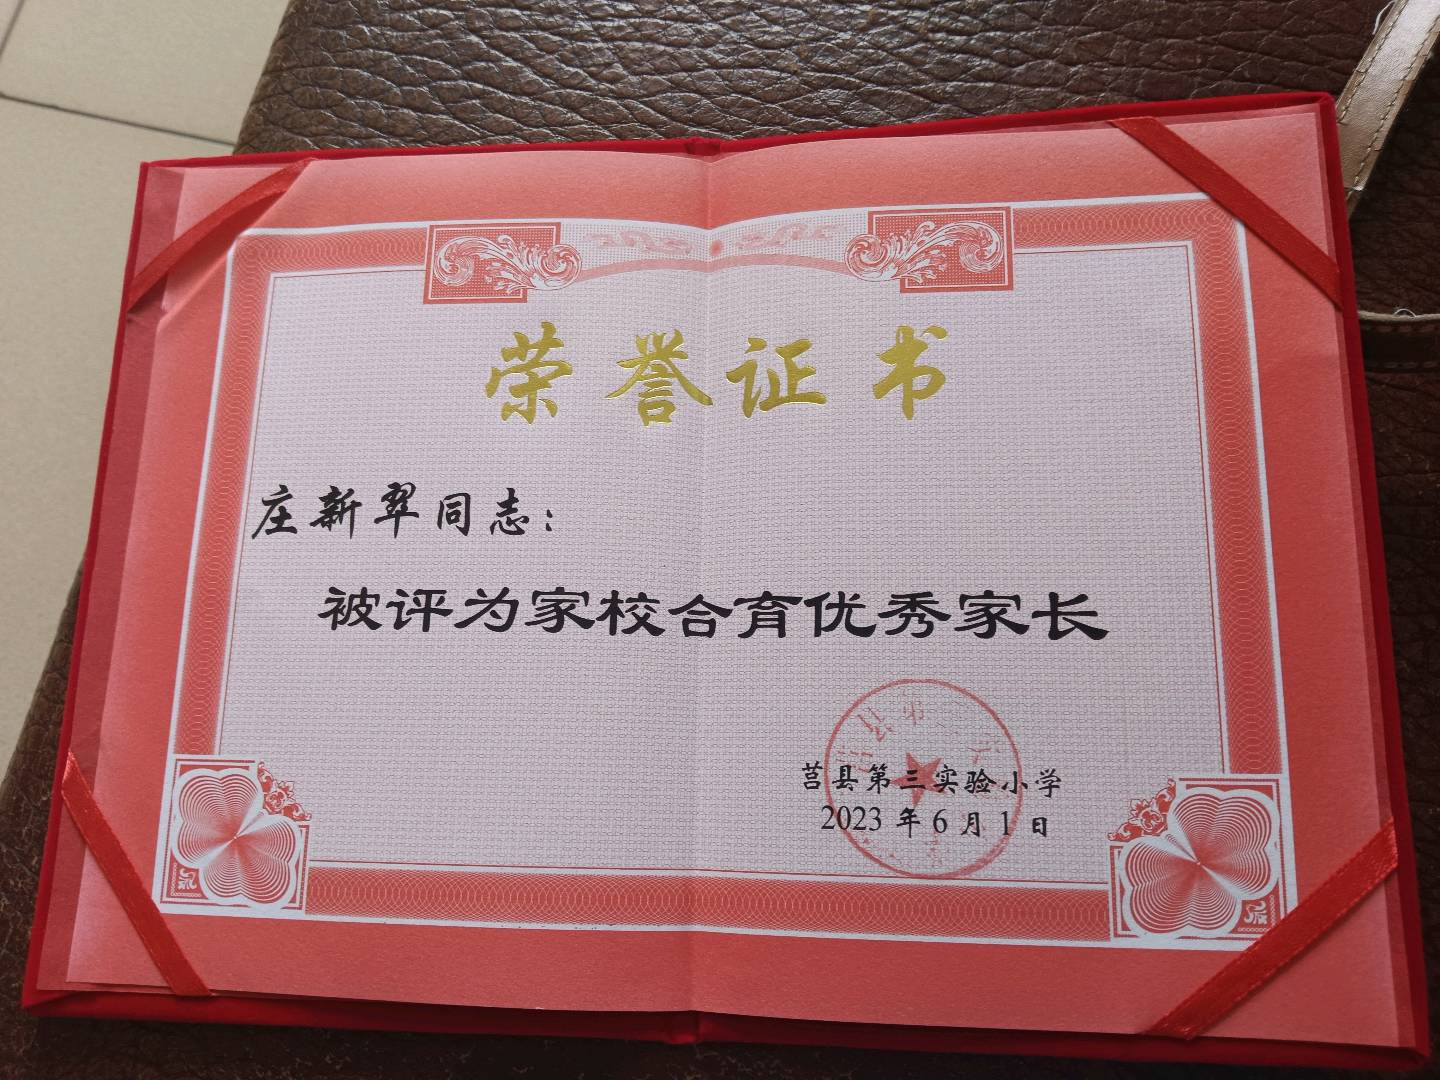 荣誉证书
庄新翠同志：
被评为家校合育优秀家长
莒县第三实验小学
2023年6月1日